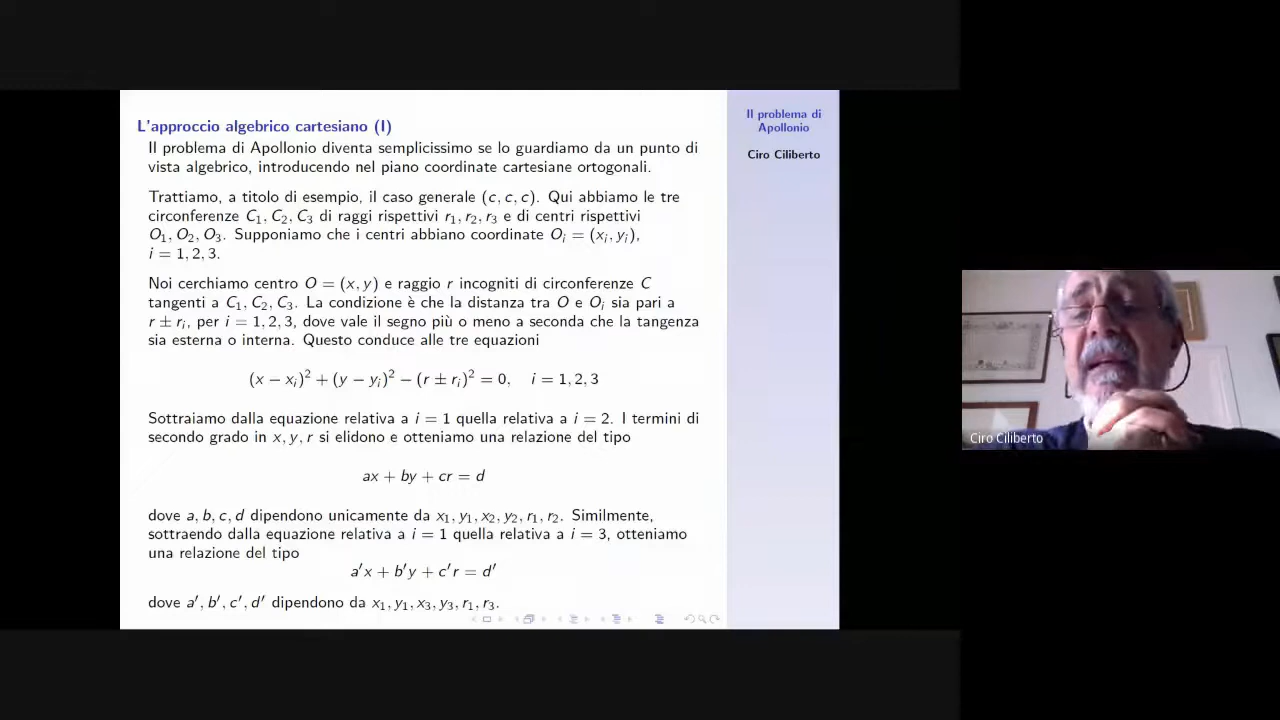 L'approccio algebrico cartesiano (I)
Il problema di Apollonio diventa semplicissimo se lo guardiamo da un punto di
vista algebrico, introducendo nel piano coordinate cartesiane ortogonali.
Trattiamo, a titolo di esempio, il caso generale (c, c, c). Qui abbiamo le tre
circonferenze C₁, C₂, C₃ di raggi rispettivi r₁, r₂, r₃ e di centri rispettivi
O₁, O₂, O₃. Supponiamo che i centri abbiano coordinate Oᵢ = (xᵢ, yᵢ),
i = 1, 2, 3.
Noi cerchiamo centro O = (x, y) e raggio r incogniti di circonferenze C
tangenti a C₁, C₂, C₃. La condizione è che la distanza tra O e Oᵢ sia pari a
r ± rᵢ, per i = 1, 2, 3, dove vale il segno più o meno a seconda che la tangenza
sia esterna o interna. Questo conduce alle tre equazioni
(x − xᵢ)² + (y − yᵢ)² − (r ± rᵢ)² = 0, i = 1, 2, 3
Sottraiamo dalla equazione relativa a i = 1 quella relativa a i = 2. I termini di
secondo grado in x, y, r si elidono e otteniamo una relazione del tipo
ax + by + cr = d
dove a, b, c, d dipendono unicamente da x₁, y₁, x₂, y₂, r₁, r₂. Similmente,
sottraendo dalla equazione relativa a i = 1 quella relativa a i = 3, otteniamo
una relazione del tipo
a′x + b′y + c′r = d′
dove a′, b′, c′, d′ dipendono da x₁, y₁, x₃, y₃, r₁, r₃.
Il problema di
Apollonio
Ciro Ciliberto
Ciro Ciliberto